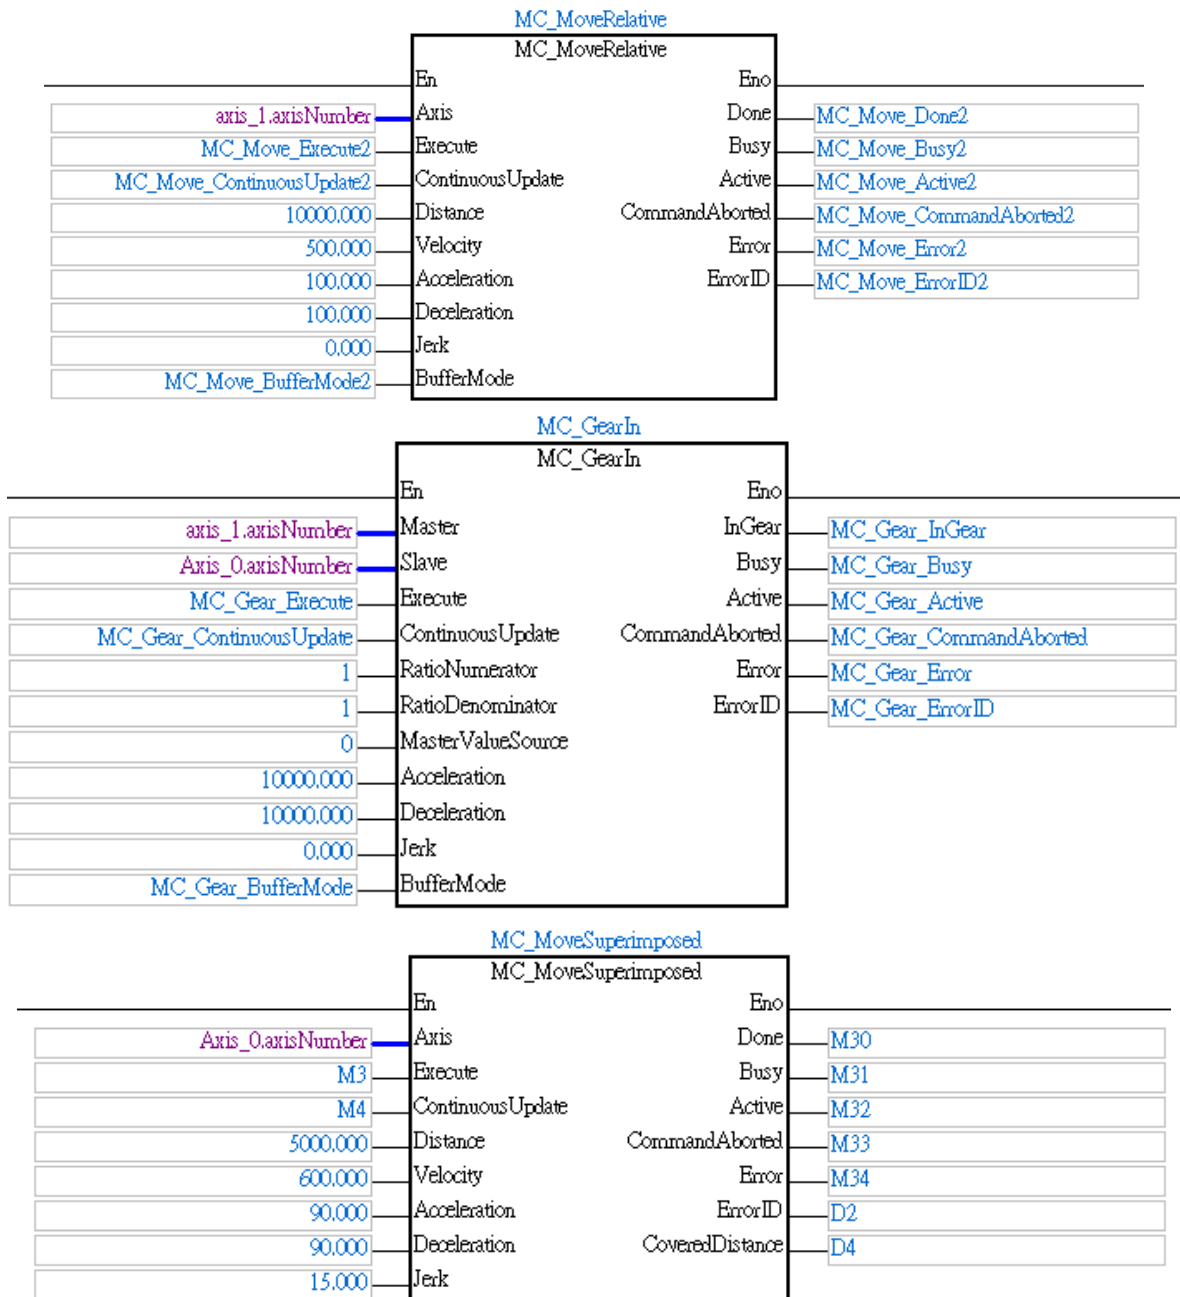 MC_MoveRelative
MC_MoveRelative
En Eno
axis_1.axisNumber Axis Done MC_Move_Done2
MC_Move_Execute2 Execute Busy MC_Move_Busy2
MC_Move_ContinuousUpdate2 ContinuousUpdate Active MC_Move_Active2
10000.000 Distance CommandAborted MC_Move_CommandAborted2
500.000 Velocity Error MC_Move_Error2
100.000 Acceleration ErrorID MC_Move_ErrorID2
100.000 Deceleration
0.000 Jerk
MC_Move_BufferMode2 BufferMode
MC_GearIn
MC_GearIn
En Eno
axis_1.axisNumber Master InGear MC_Gear_InGear
Axis_0.axisNumber Slave Busy MC_Gear_Busy
MC_Gear_Execute Execute Active MC_Gear_Active
MC_Gear_ContinuousUpdate ContinuousUpdate CommandAborted MC_Gear_CommandAborted
1 RatioNumerator Error MC_Gear_Error
1 RatioDenominator ErrorID MC_Gear_ErrorID
0 MasterValueSource
10000.000 Acceleration
10000.000 Deceleration
0.000 Jerk
MC_Gear_BufferMode BufferMode
MC_MoveSuperimposed
MC_MoveSuperimposed
En Eno
Axis_0.axisNumber Axis Done M30
M3 Execute Busy M31
M4 ContinuousUpdate Active M32
5000.000 Distance CommandAborted M33
600.000 Velocity Error M34
90.000 Acceleration ErrorID D2
90.000 Deceleration CoveredDistance D4
15.000 Jerk